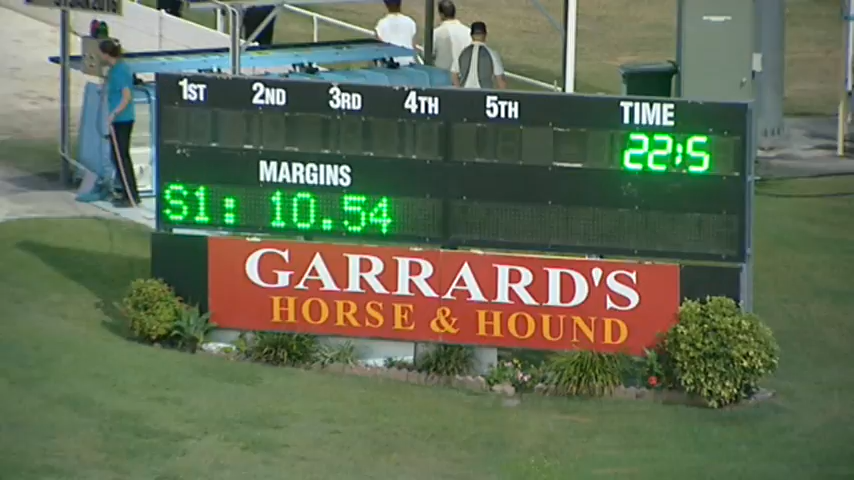 1ST 2ND 3RD 4TH 5TH TIME
22:5
MARGINS
S1: 10.54
GARRARD'S
HORSE & HOUND